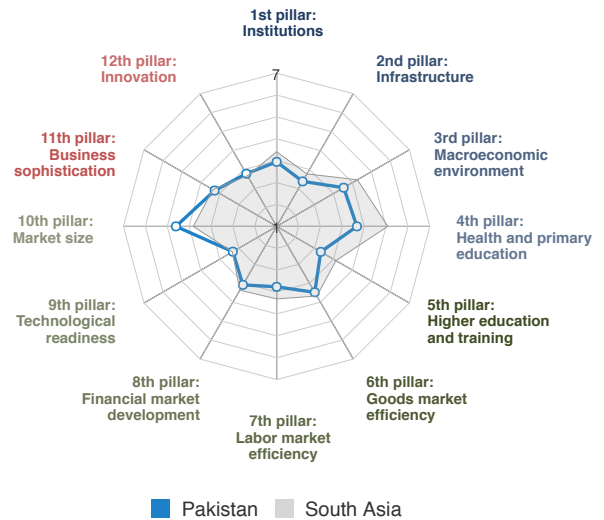 1st pillar:
Institutions
2nd pillar:
Infrastructure
3rd pillar:
Macroeconomic
environment
4th pillar:
Health and primary
education
5th pillar:
Higher education
and training
6th pillar:
Goods market
efficiency
7th pillar:
Labor market
efficiency
8th pillar:
Financial market
development
9th pillar:
Technological
readiness
10th pillar:
Market size
11th pillar:
Business
sophistication
12th pillar:
Innovation
7
1
Pakistan
South Asia